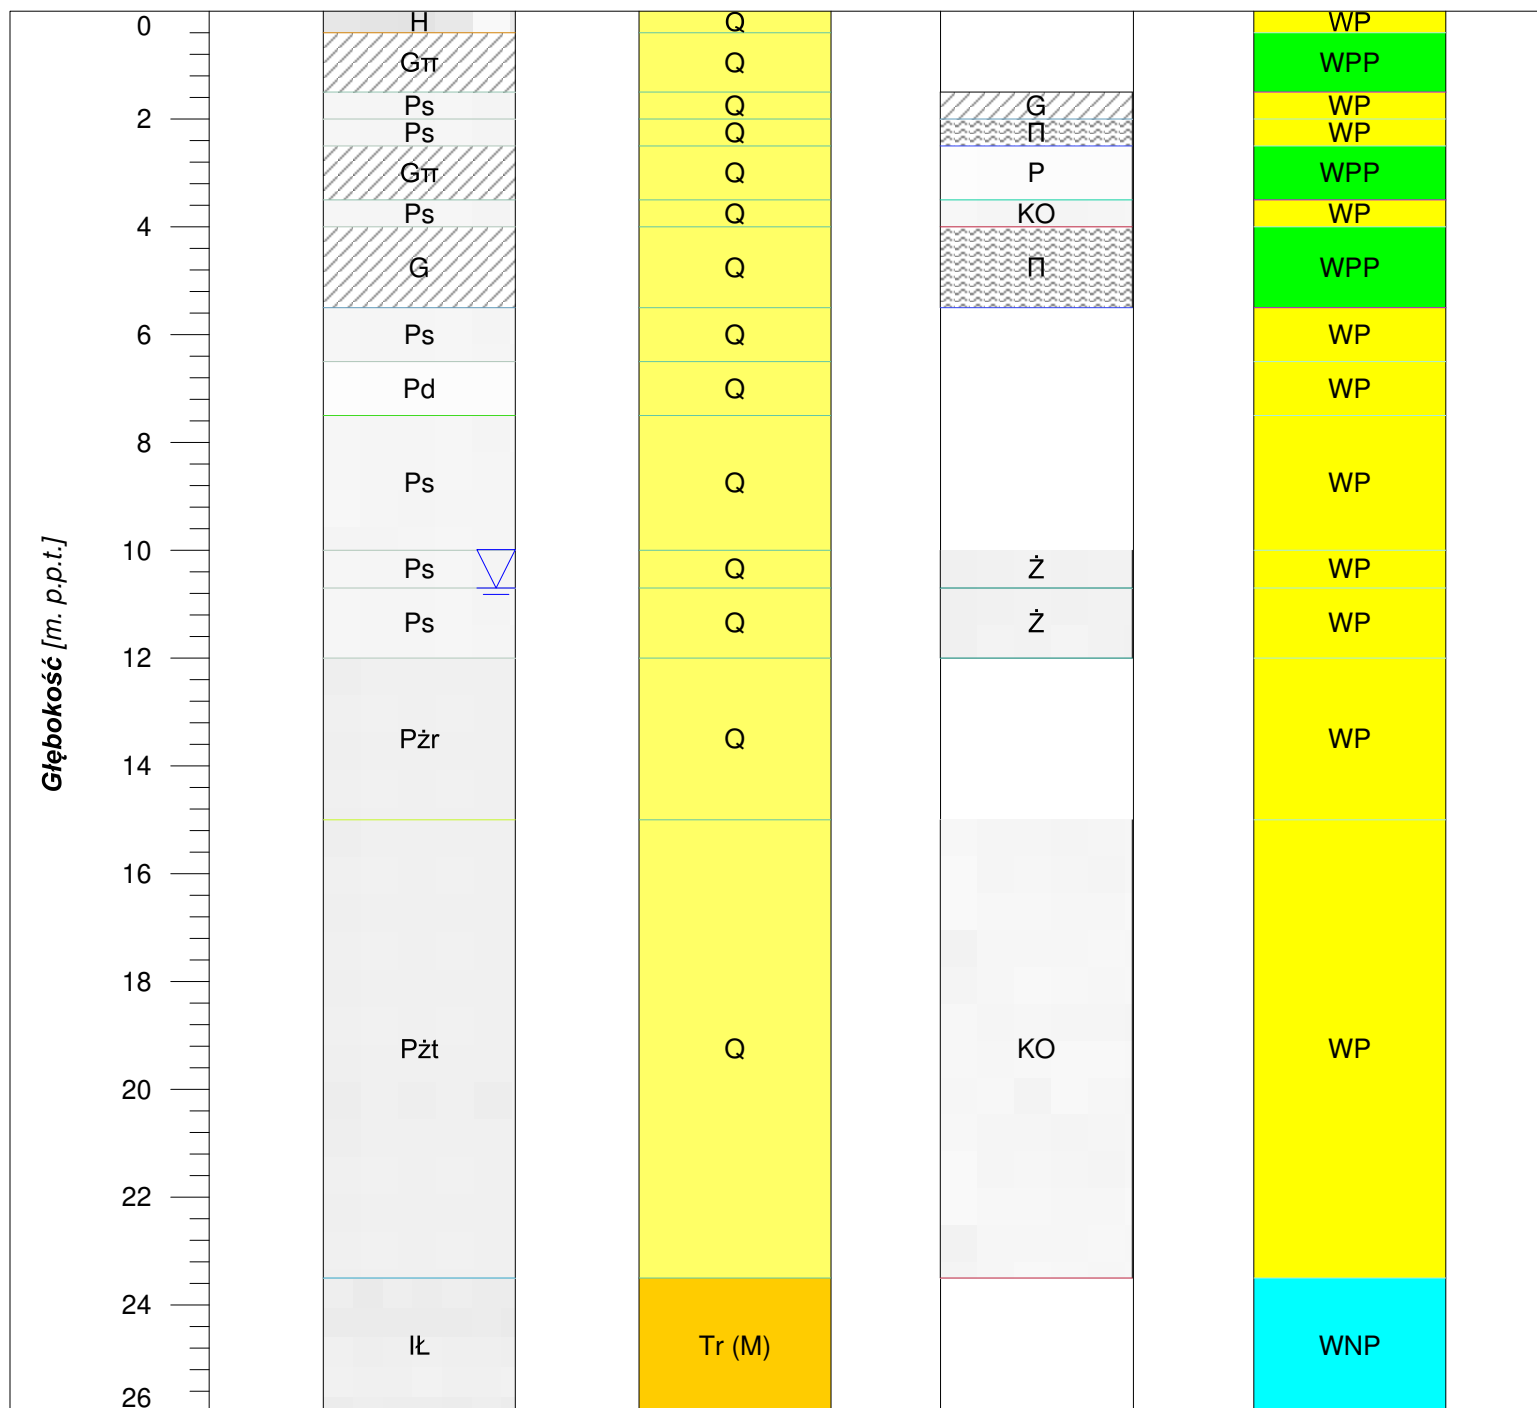 0 H Q WP
Gπ Q WPP
Ps Q G WP
2
Ps Q Π WP
Gπ Q P WPP
Ps Q KO WP
4
G Q Π WPP
6 Ps Q WP
Pd Q WP
8
Ps Q WP
10
Ps Q Ż WP
Ps Q Ż WP
12
Głębokość [m. p.p.t.]
Pżr Q WP
14
16
18
Pżt Q KO WP
20
22
24
IŁ Tr (M) WNP
26